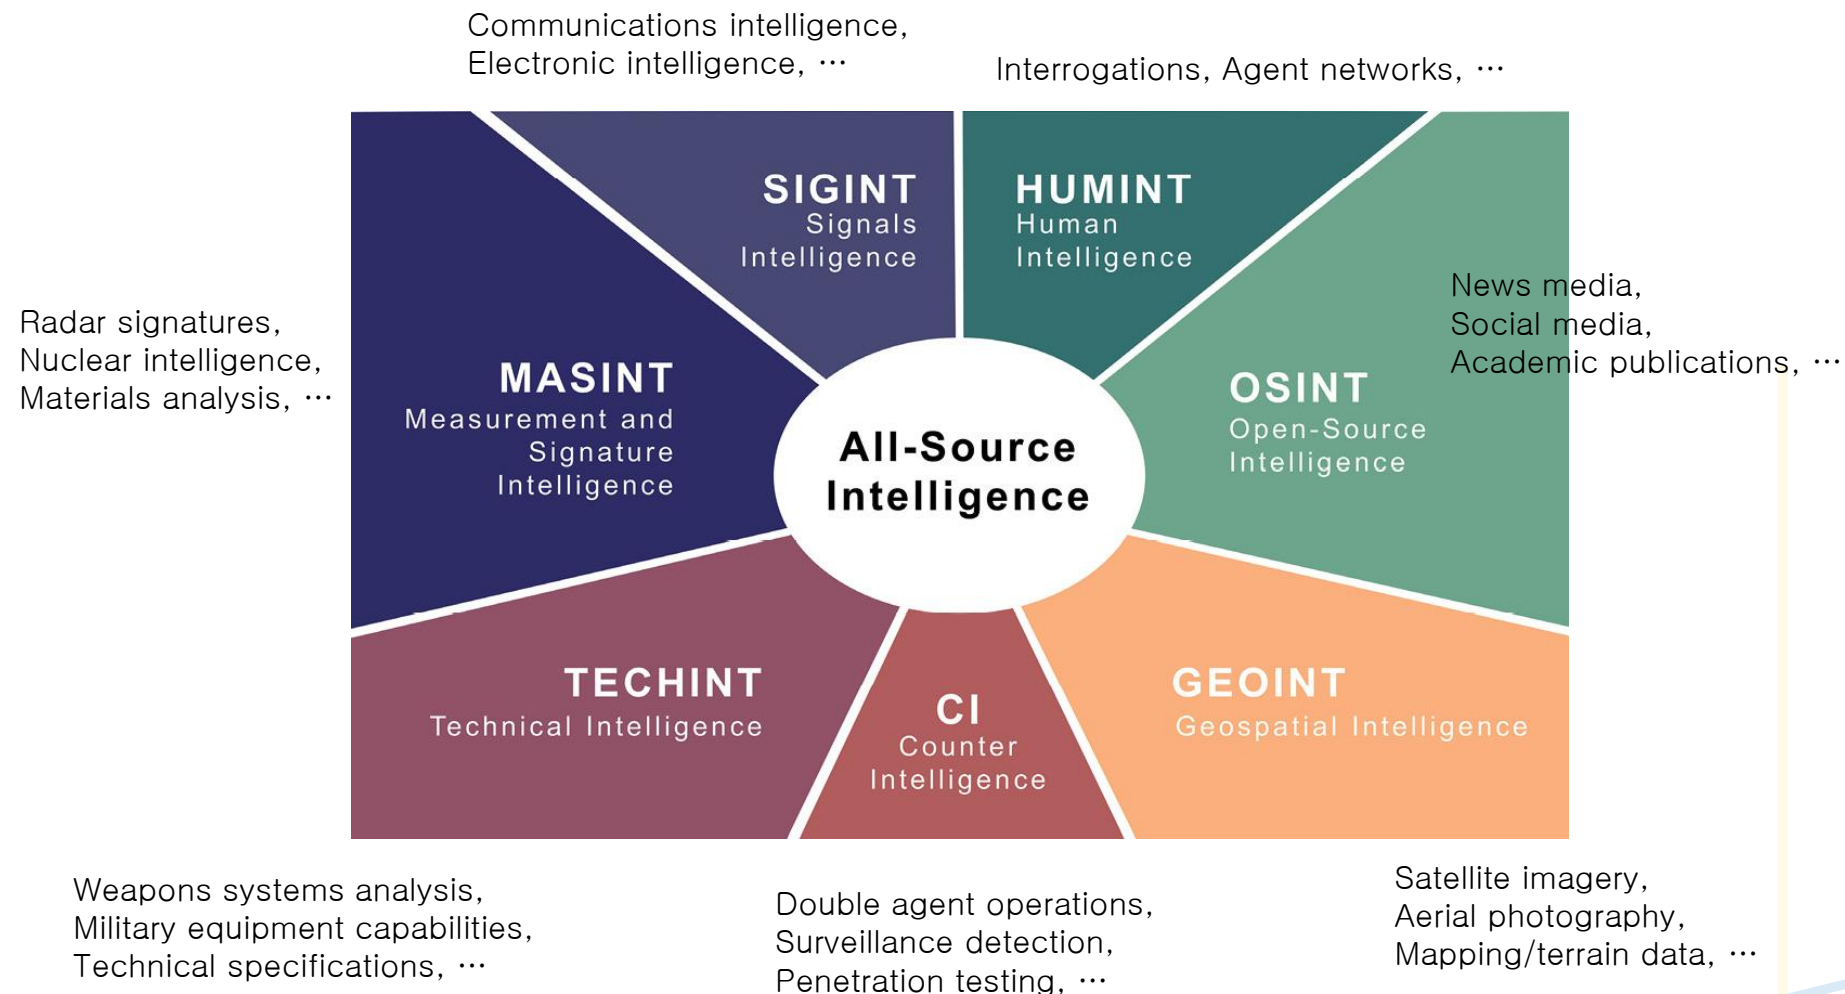 Communications intelligence,
Electronic intelligence, ⋯
Interrogations, Agent networks, ⋯
SIGINT
Signals
Intelligence
HUMINT
Human
Intelligence
Radar signatures,
Nuclear intelligence,
Materials analysis, ⋯
MASINT
Measurement and
Signature
Intelligence
All-Source
Intelligence
OSINT
Open-Source
Intelligence
News media,
Social media,
Academic publications, ⋯
TECHINT
Technical Intelligence
CI
Counter
Intelligence
GEOINT
Geospatial Intelligence
Weapons systems analysis,
Military equipment capabilities,
Technical specifications, ⋯
Double agent operations,
Surveillance detection,
Penetration testing, ⋯
Satellite imagery,
Aerial photography,
Mapping/terrain data, ⋯